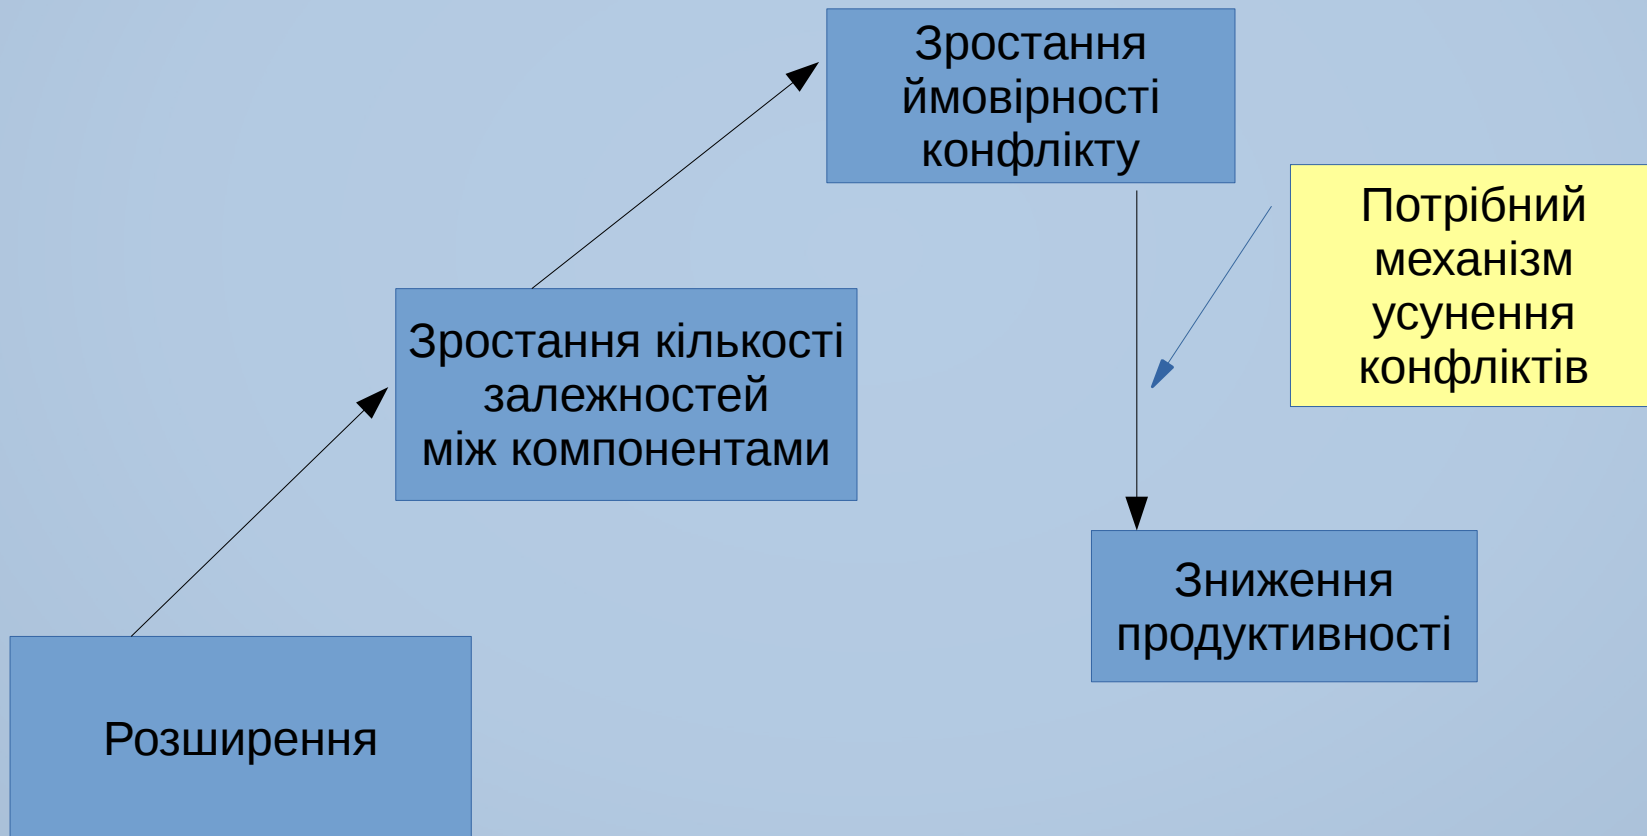 Зростання
ймовірності
конфлікту
Потрібний
механізм
усунення
конфліктів
Зростання кількості
залежностей
між компонентами
Зниження
продуктивності
Розширення